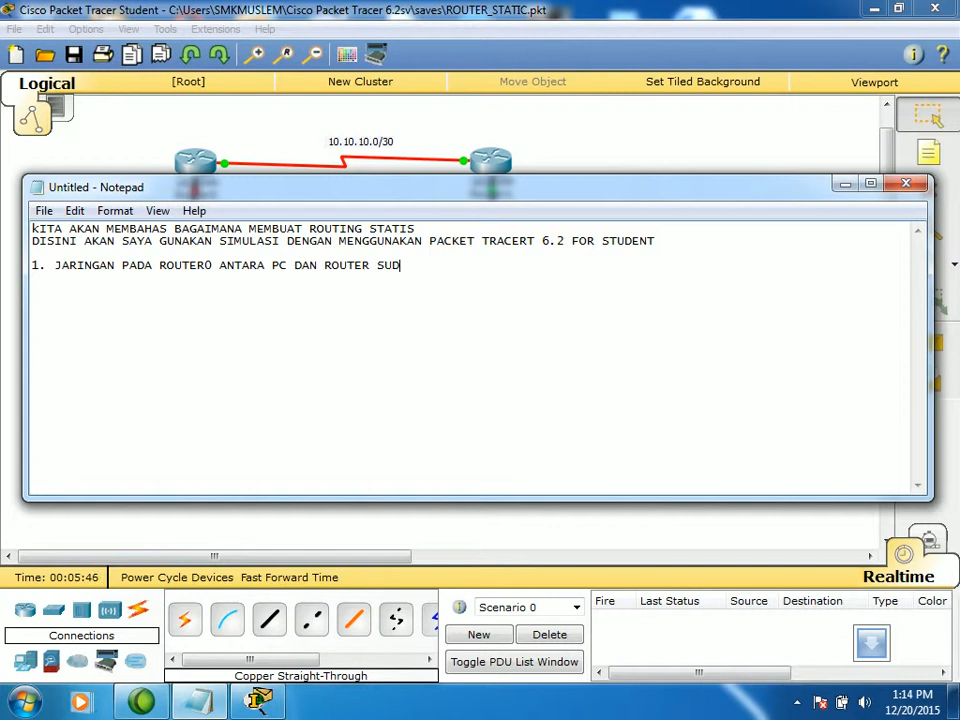 Cisco Packet Tracer Student - C:\Users\SMKMUSLEM\Cisco Packet Tracer 6.2sv\saves\ROUTER_STATIC.pkt
File Edit Options View Tools Extensions Help
Logical [Root] New Cluster Move Object Set Tiled Background Viewport
10.10.10.0/30
Untitled - Notepad
File Edit Format View Help
kITA AKAN MEMBAHAS BAGAIMANA MEMBUAT ROUTING STATIS
DISINI AKAN SAYA GUNAKAN SIMULASI DENGAN MENGGUNAKAN PACKET TRACERT 6.2 FOR STUDENT
1. JARINGAN PADA ROUTER0 ANTARA PC DAN ROUTER SUD
Realtime
Time: 00:05:46 Power Cycle Devices Fast Forward Time
Connections
Copper Straight-Through
Scenario 0
New Delete
Toggle PDU List Window
Fire Last Status Source Destination Type Color
1:14 PM
12/20/2015